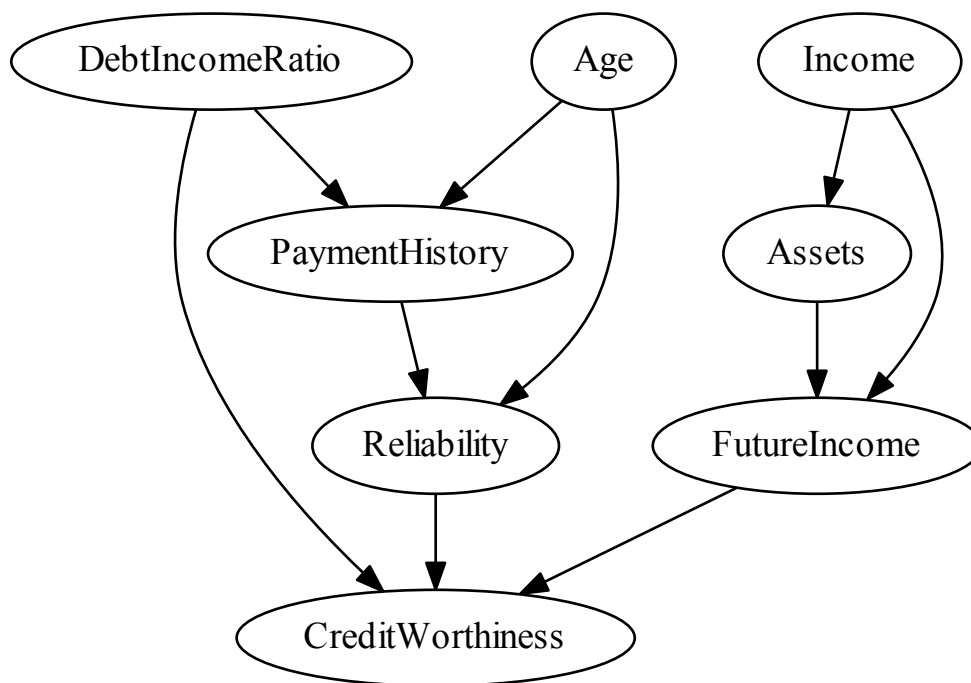 DebtIncomeRatio
Age
Income
PaymentHistory
Assets
Reliability
FutureIncome
CreditWorthiness